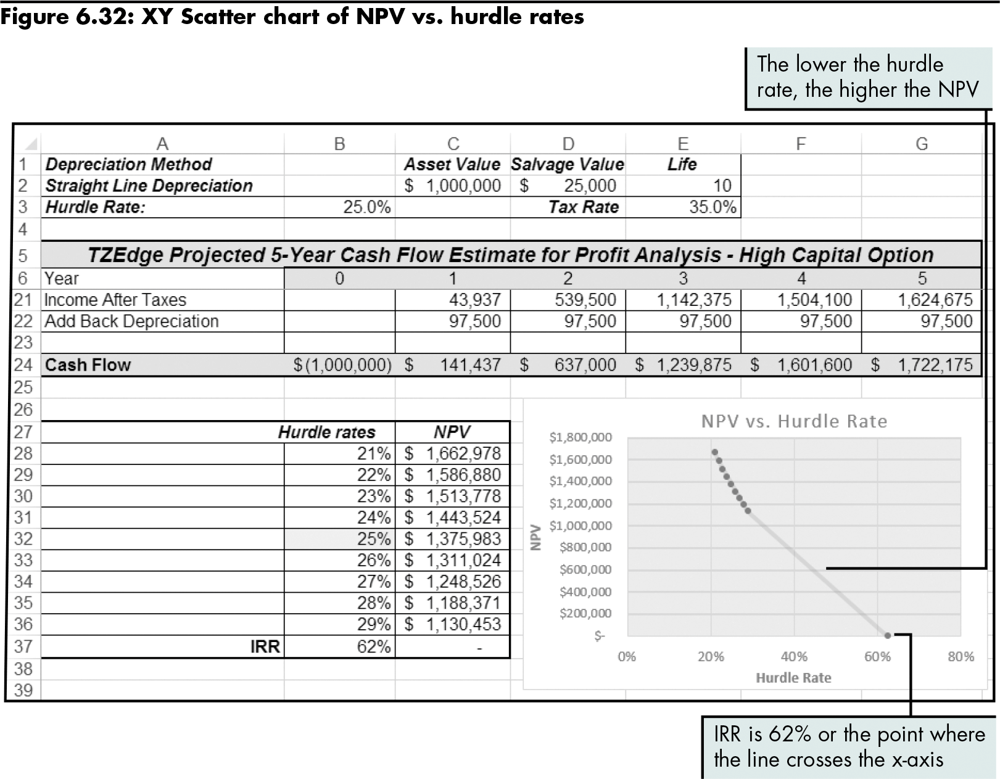 Figure 6.32: XY Scatter chart of NPV vs. hurdle rates
The lower the hurdle
rate, the higher the NPV
A B C D E F G
1 Depreciation Method Asset Value Salvage Value Life
2 Straight Line Depreciation $ 1,000,000 $ 25,000 10
3 Hurdle Rate: 25.0% Tax Rate 35.0%
4
5 TZEdge Projected 5-Year Cash Flow Estimate for Profit Analysis - High Capital Option
6 Year 0 1 2 3 4 5
21 Income After Taxes 43,937 539,500 1,142,375 1,504,100 1,624,675
22 Add Back Depreciation 97,500 97,500 97,500 97,500 97,500
23
24 Cash Flow $(1,000,000) $ 141,437 $ 637,000 $ 1,239,875 $ 1,601,600 $ 1,722,175
25
26
27 Hurdle rates NPV
28 21% $ 1,662,978
29 22% $ 1,586,880
30 23% $ 1,513,778
31 24% $ 1,443,524
32 25% $ 1,375,983
33 26% $ 1,311,024
34 27% $ 1,248,526
35 28% $ 1,188,371
36 29% $ 1,130,453
37 IRR 62% -
38
39
NPV vs. Hurdle Rate
$1,800,000
$1,600,000
$1,400,000
$1,200,000
$1,000,000
$800,000
$600,000
$400,000
$200,000
$-
NPV
0% 20% 40% 60% 80%
Hurdle Rate
IRR is 62% or the point where
the line crosses the x-axis